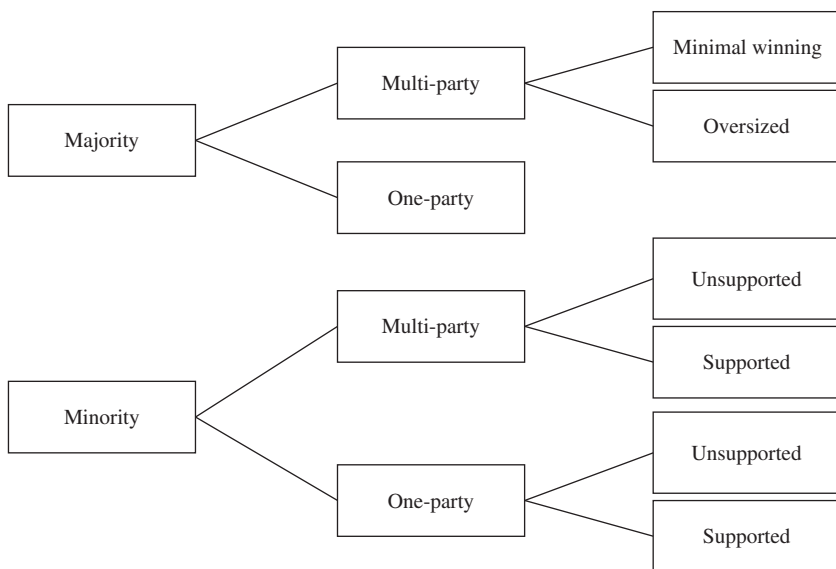 Majority
Multi-party
Minimal winning
Oversized
One-party
Minority
Multi-party
Unsupported
Supported
One-party
Unsupported
Supported